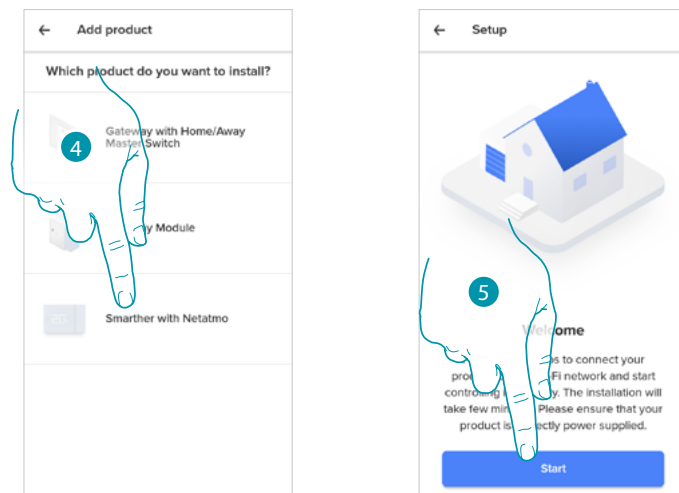 ← Add product
Which product do you want to install?
Gateway with Home/Away
Master Switch
4
Module
Smarther with Netatmo
← Setup
5
Welcome
to connect your
network and start
The installation will
take few Please ensure that your
product is power supplied.
Start